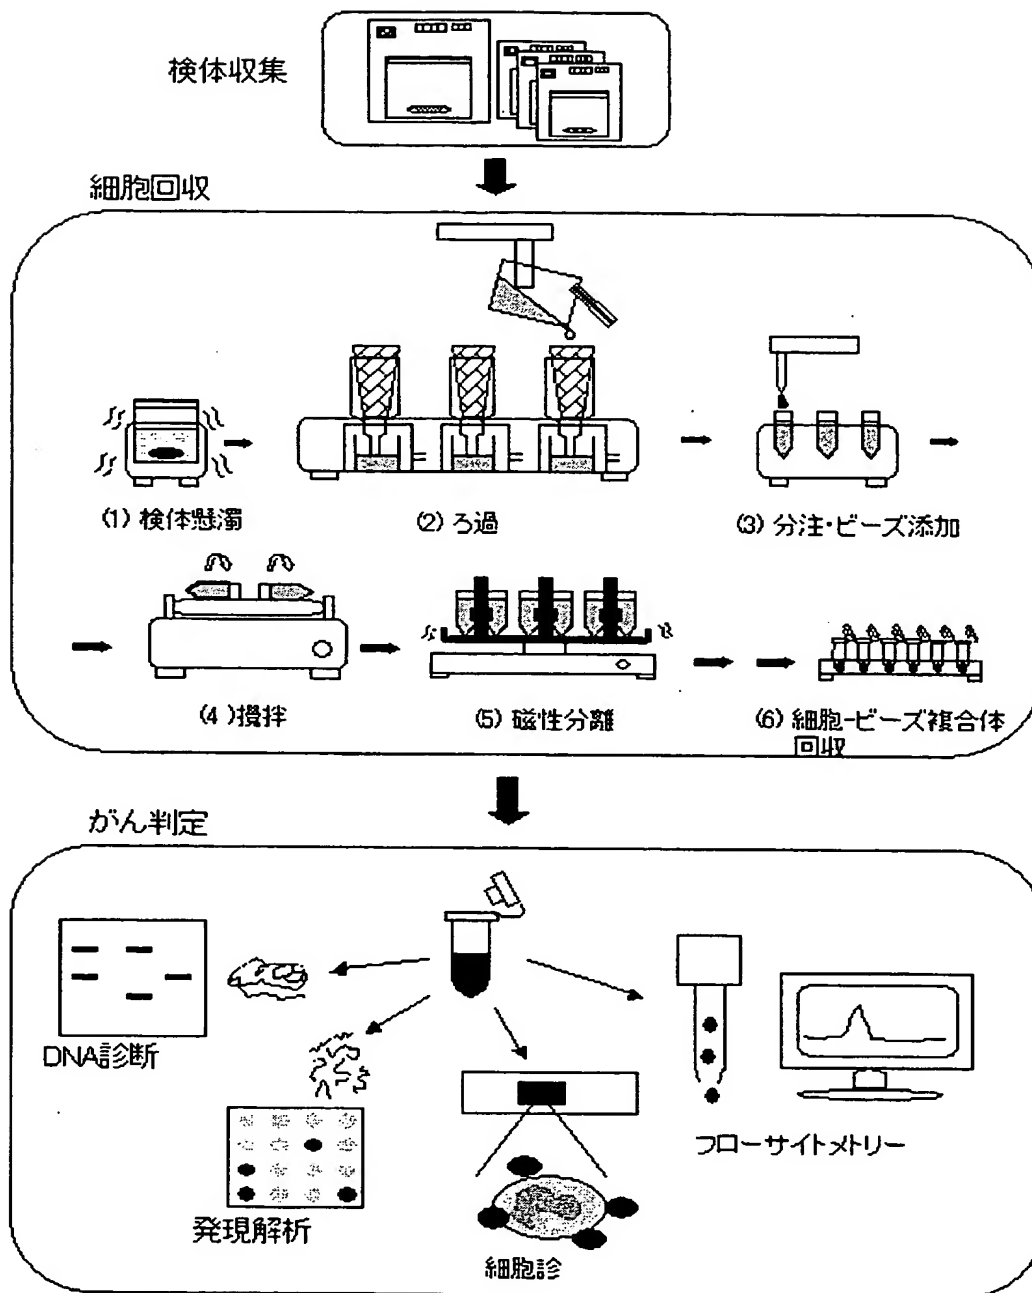 検体収集
細胞回収
(1) 検体懸濁
(2) ろ過
(3) 分注・ビーズ添加
(4 )攪拌
(5) 磁性分離
(6) 細胞-ビーズ複合体
回収
がん判定
DNA診断
発現解析
細胞診
フローサイトメトリー